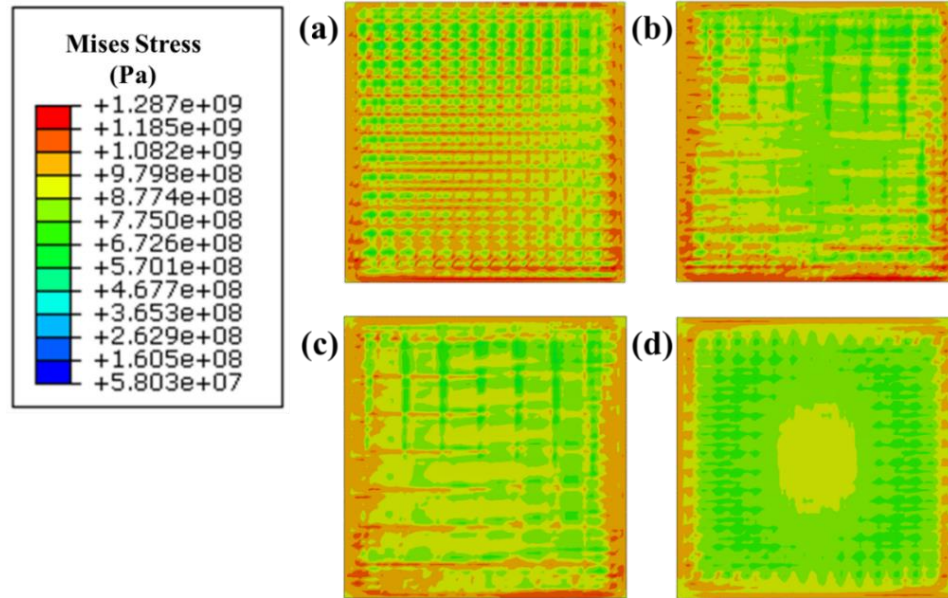 Mises Stress
(Pa)
+1.287e+09
+1.185e+09
+1.082e+09
+9.798e+08
+8.774e+08
+7.750e+08
+6.726e+08
+5.701e+08
+4.677e+08
+3.653e+08
+2.629e+08
+1.605e+08
+5.803e+07
(a)
(b)
(c)
(d)